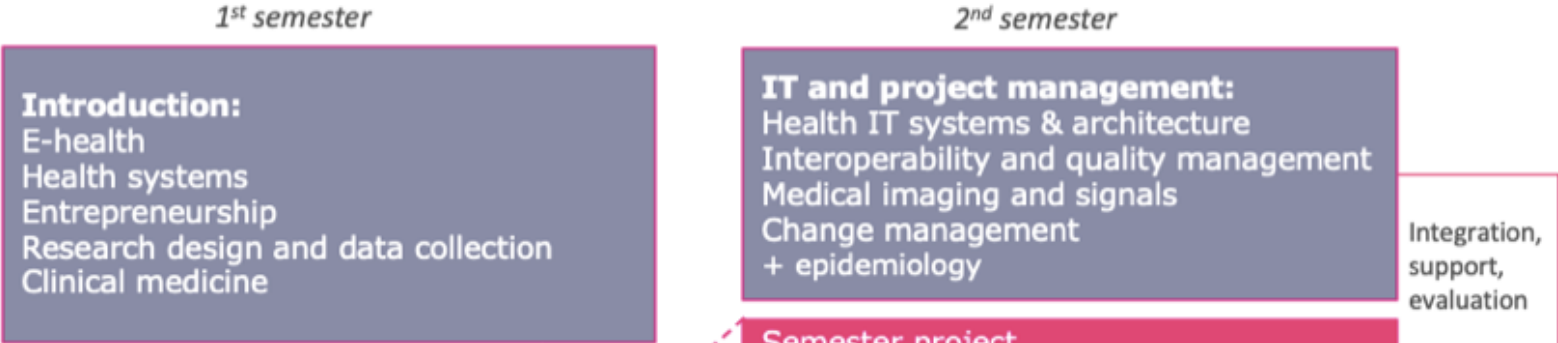 1st semester
Introduction:
E-health
Health systems
Entrepreneurship
Research design and data collection
Clinical medicine
2nd semester
IT and project management:
Health IT systems & architecture
Interoperability and quality management
Medical imaging and signals
Change management
+ epidemiology
Semester project
Integration,
support,
evaluation